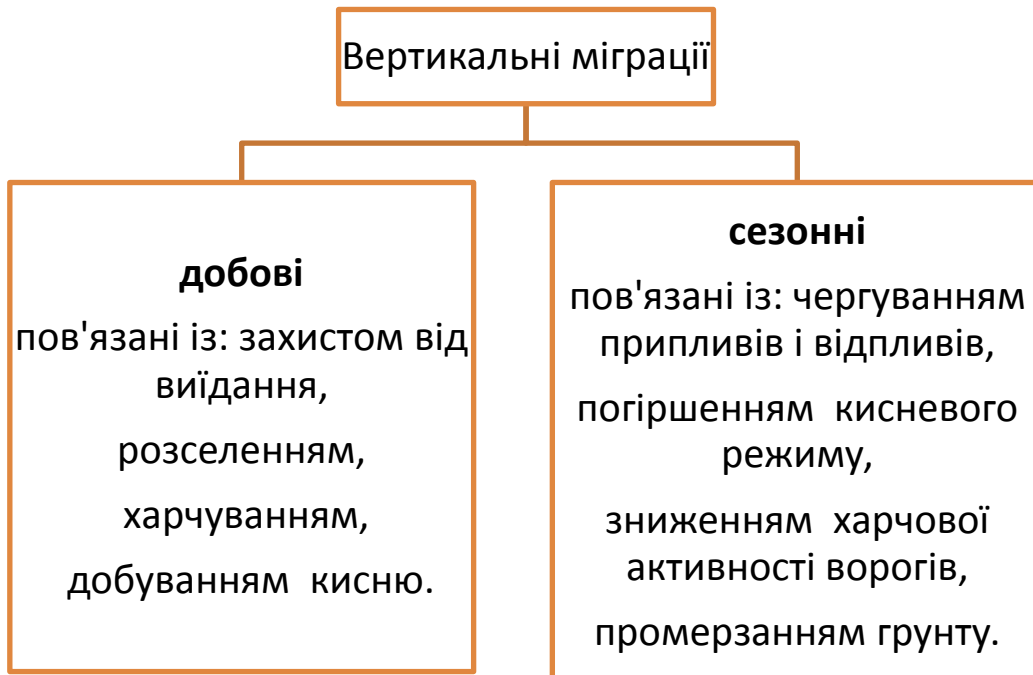 Вертикальні міграції
добові
пов'язані із: захистом від
виїдання,
розселенням,
харчуванням,
добуванням кисню.
сезонні
пов'язані із: чергуванням
припливів і відпливів,
погіршенням кисневого
режиму,
зниженням харчової
активності ворогів,
промерзанням грунту.